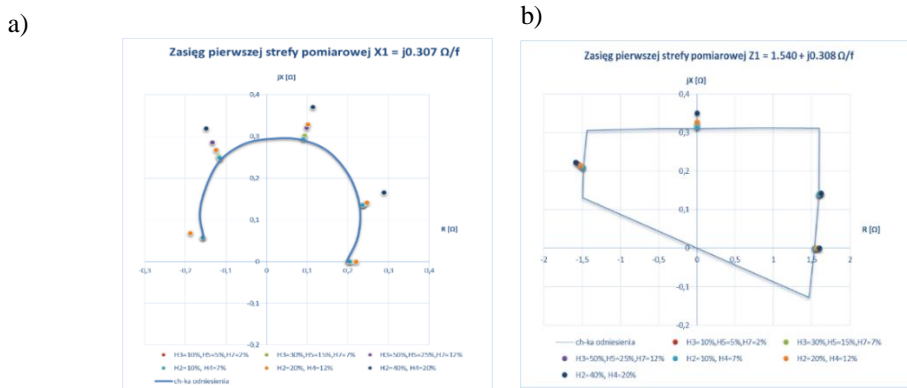 a)
Zasięg pierwszej strefy pomiarowej X1 = j0.307 Ω/f
jX [Ω]
0,4
0,3
0,2
0,1
0
-0,1
-0,2
R [Ω]
-0,3 -0,2 -0,1 0 0,1 0,2 0,3 0,4
H3=10%,H5=5%,H7=2% H3=30%,H5=15%,H7=7% H3=50%,H5=25%,H7=12%
H2=10%, H4=7% H2=20%, H4=12% H2=40%, H4=20%
ch-ka odniesienia
b)
Zasięg pierwszej strefy pomiarowej Z1 = 1.540 + j0.308 Ω/f
jX [Ω]
0,4
0,3
0,2
0,1
0
-0,1
-0,2
R [Ω]
-2 -1,5 -1 -0,5 0 0,5 1 1,5 2
ch-ka odniesienia H3=10%,H5=5%,H7=2% H3=30%,H5=15%,H7=7%
H3=50%,H5=25%,H7=12% H2=10%, H4=7% H2=20%, H4=12%
H2=40%, H4=20%